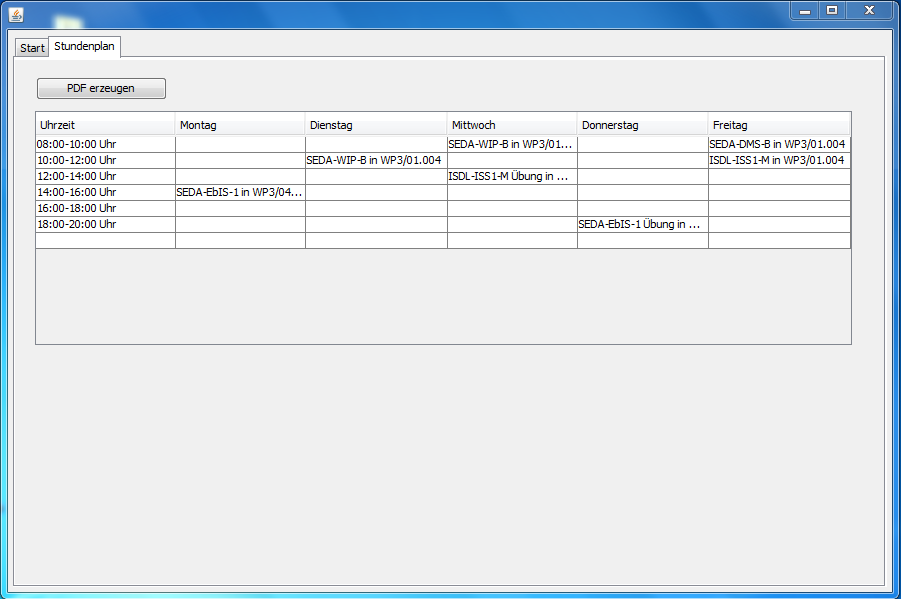 Start Stundenplan
PDF erzeugen
Uhrzeit Montag Dienstag Mittwoch Donnerstag Freitag
08:00-10:00 Uhr SEDA-WIP-B in WP3/01... SEDA-DMS-B in WP3/01.004
10:00-12:00 Uhr SEDA-WIP-B in WP3/01.004 ISDL-ISS1-M in WP3/01.004
12:00-14:00 Uhr ISDL-ISS1-M Übung in ...
14:00-16:00 Uhr SEDA-EbIS-1 in WP3/04...
16:00-18:00 Uhr
18:00-20:00 Uhr SEDA-EbIS-1 Übung in ...